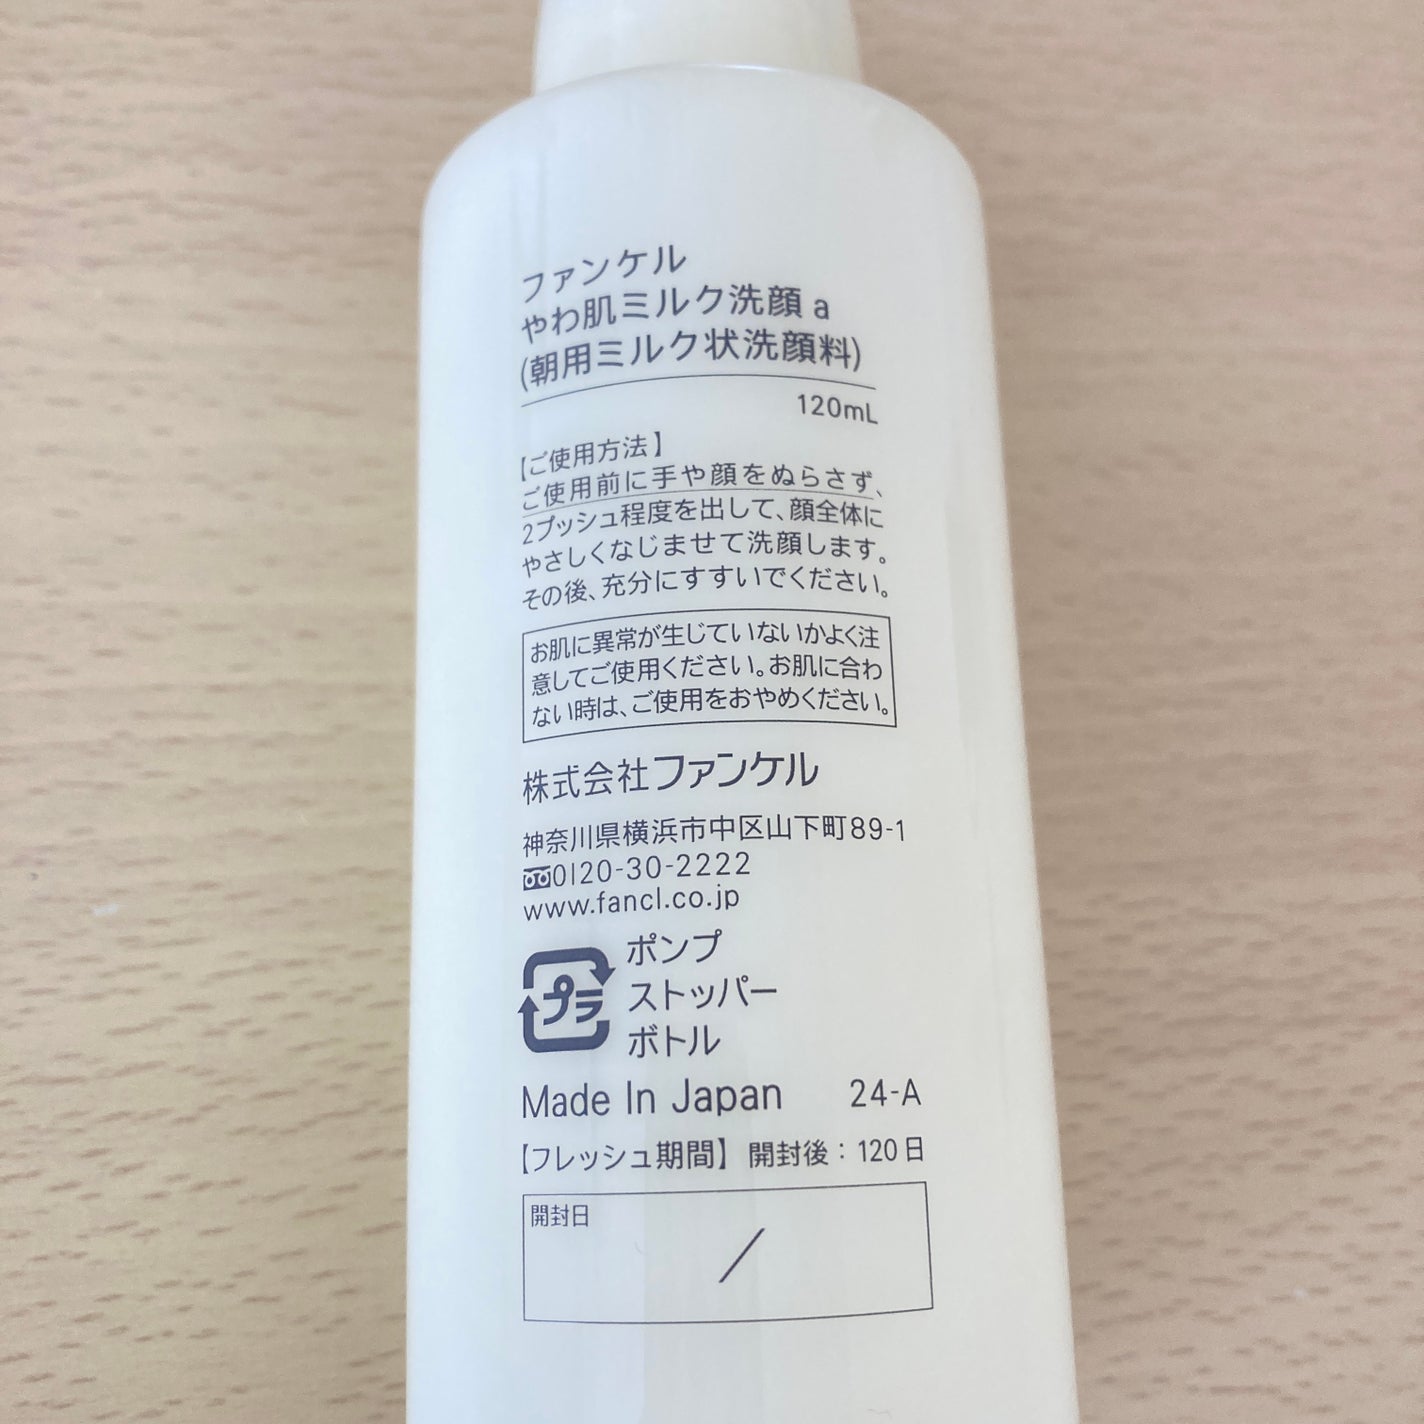 ファンケル
やわ肌ミルク洗顔 a
(朝用ミルク状洗顔料)
120mL
【ご使用方法】
ご使用前に手や顔をぬらさず、
2プッシュ程度を出して、顔全体に
やさしくなじませて洗顔します。
その後、充分にすすいでください。
お肌に異常が生じていないかよく注
意してご使用ください。お肌に合わ
ない時は、ご使用をおやめください。
株式会社ファンケル
神奈川県横浜市中区山下町89-1
0120-30-2222
www.fancl.co.jp
プラ
ポンプ
ストッパー
ボトル
Made In Japan 24-A
【フレッシュ期間】 開封後：120日
開封日
/